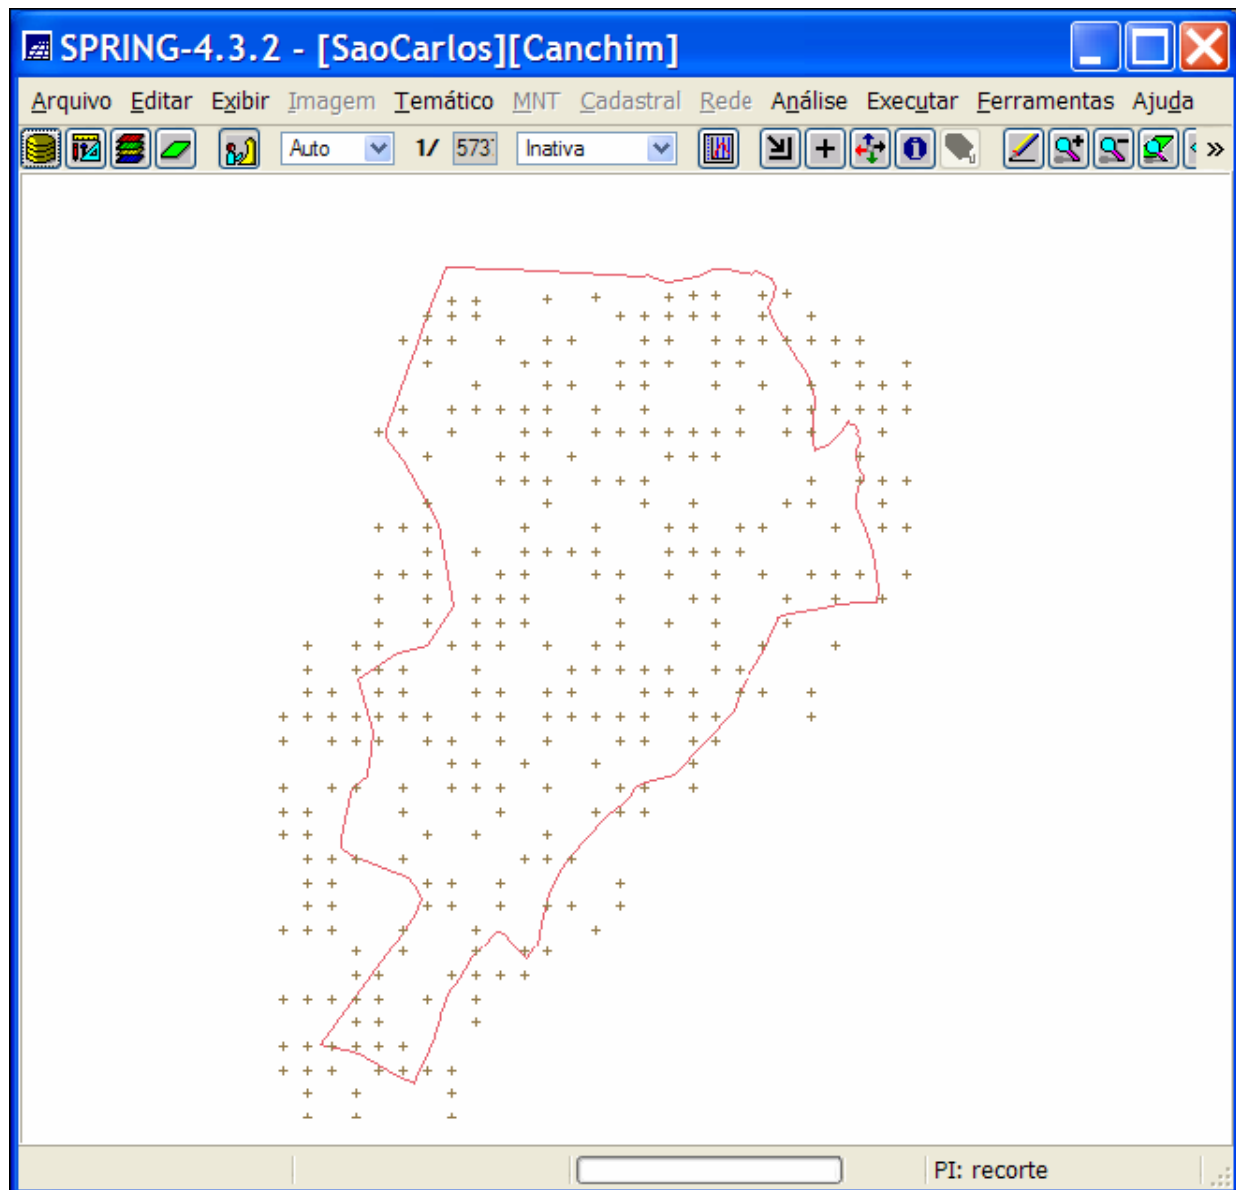 SPRING-4.3.2 - [SaoCarlos][Canchim]
Arquivo Editar Exibir Imagem Temático MNT Cadastral Rede Análise Executar Ferramentas Ajuda
Auto 1/ 573 Inativa »
PI: recorte